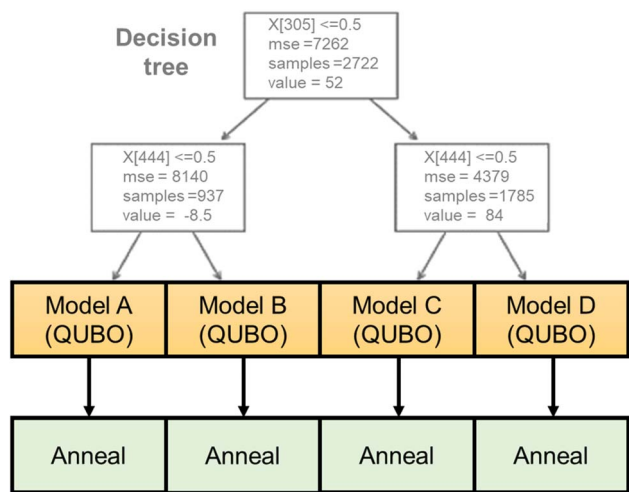 Decision
tree
X[305] <=0.5
mse =7262
samples =2722
value = 52
X[444] <=0.5
mse = 8140
samples =937
value = -8.5
X[444] <=0.5
mse = 4379
samples =1785
value = 84
Model A
(QUBO)
Model B
(QUBO)
Model C
(QUBO)
Model D
(QUBO)
Anneal
Anneal
Anneal
Anneal